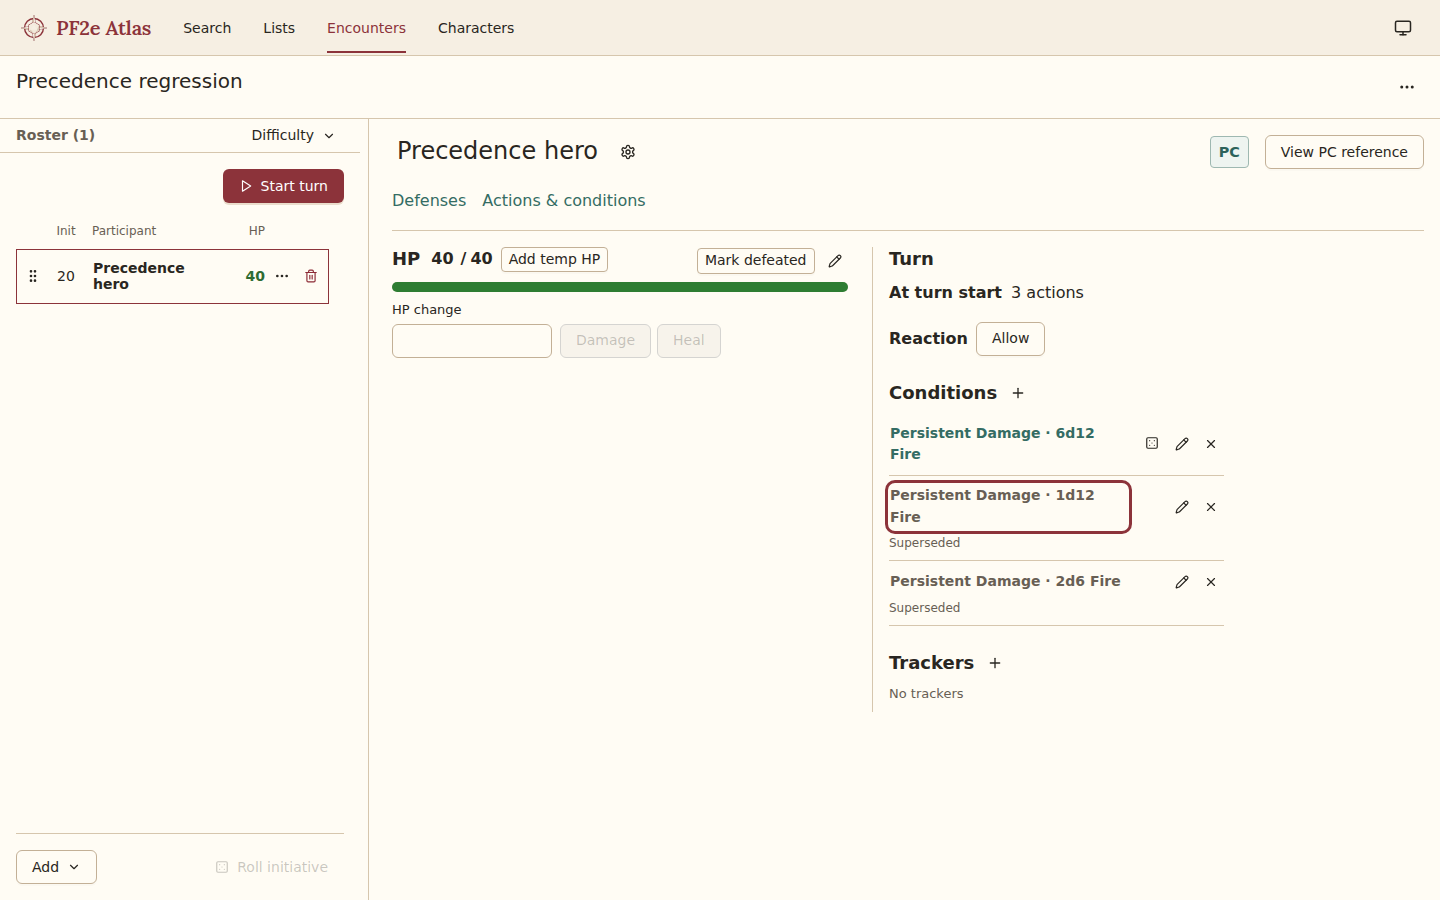 PF2e Atlas
Search
Lists
Encounters
Characters
Precedence regression
Roster (1)
Difficulty
Start turn
Init
Participant
HP
20
Precedence
hero
40
Add
Roll initiative
Precedence hero
PC
View PC reference
Defenses
Actions & conditions
HP 40 / 40
Add temp HP
Mark defeated
HP change
Damage
Heal
Turn
At turn start 3 actions
Reaction
Allow
Conditions
Persistent Damage · 6d12
Fire
Persistent Damage · 1d12
Fire
Superseded
Persistent Damage · 2d6 Fire
Superseded
Trackers
No trackers